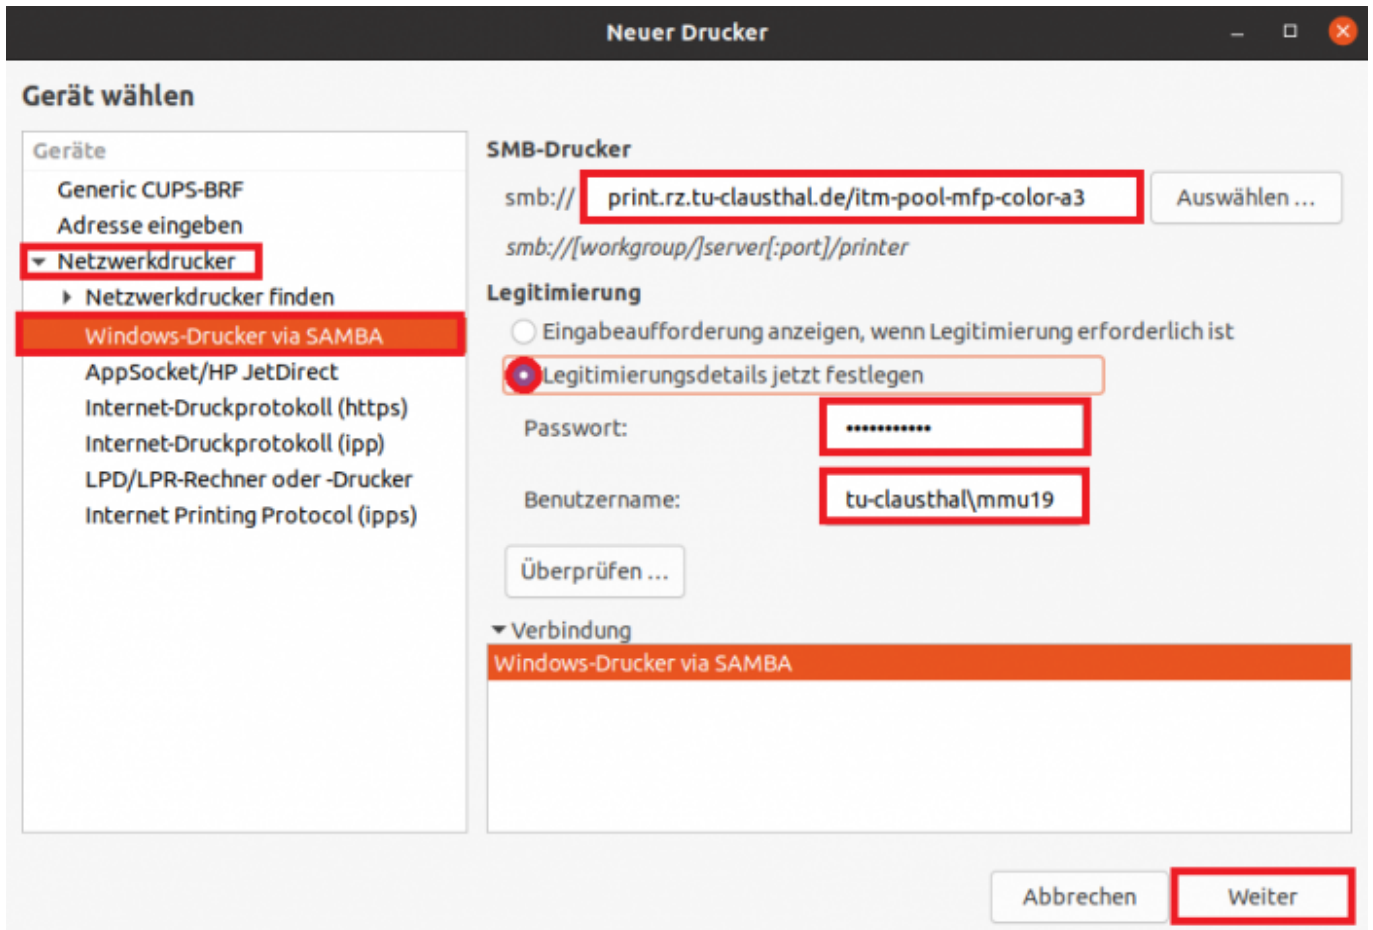 Neuer Drucker
Gerät wählen
Geräte
Generic CUPS-BRF
Adresse eingeben
Netzwerkdrucker
Netzwerkdrucker finden
Windows-Drucker via SAMBA
AppSocket/HP JetDirect
Internet-Druckprotokoll (https)
Internet-Druckprotokoll (ipp)
LPD/LPR-Rechner oder -Drucker
Internet Printing Protocol (ipps)
SMB-Drucker
smb:// print.rz.tu-clausthal.de/itm-pool-mfp-color-a3 Auswählen ...
smb://[workgroup/]server[:port]/printer
Legitimierung
Eingabeaufforderung anzeigen, wenn Legitimierung erforderlich ist
Legitimierungsdetails jetzt festlegen
Passwort: •••••••••••
Benutzername: tu-clausthal\mmu19
Überprüfen ...
Verbindung
Windows-Drucker via SAMBA
Abbrechen Weiter